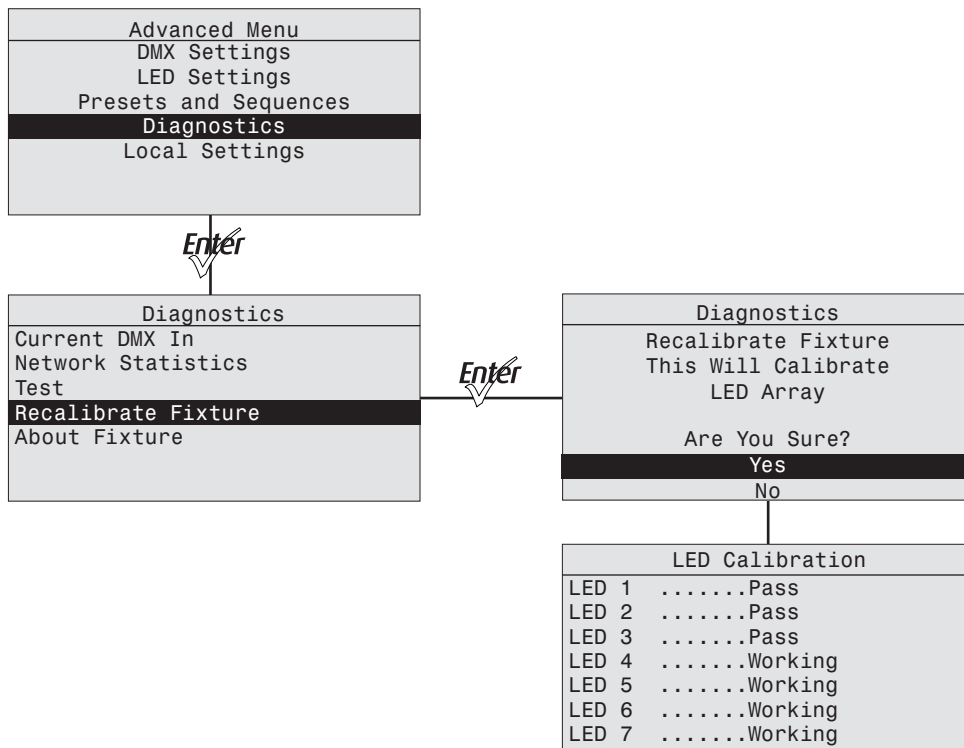 Advanced Menu
DMX Settings
LED Settings
Presets and Sequences
Diagnostics
Local Settings
Enter
Diagnostics
Current DMX In
Network Statistics
Test
Recalibrate Fixture
About Fixture
Enter
Diagnostics
Recalibrate Fixture
This Will Calibrate
LED Array
Are You Sure?
Yes
No
LED Calibration
LED 1 .......Pass
LED 2 .......Pass
LED 3 .......Pass
LED 4 .......Working
LED 5 .......Working
LED 6 .......Working
LED 7 .......Working